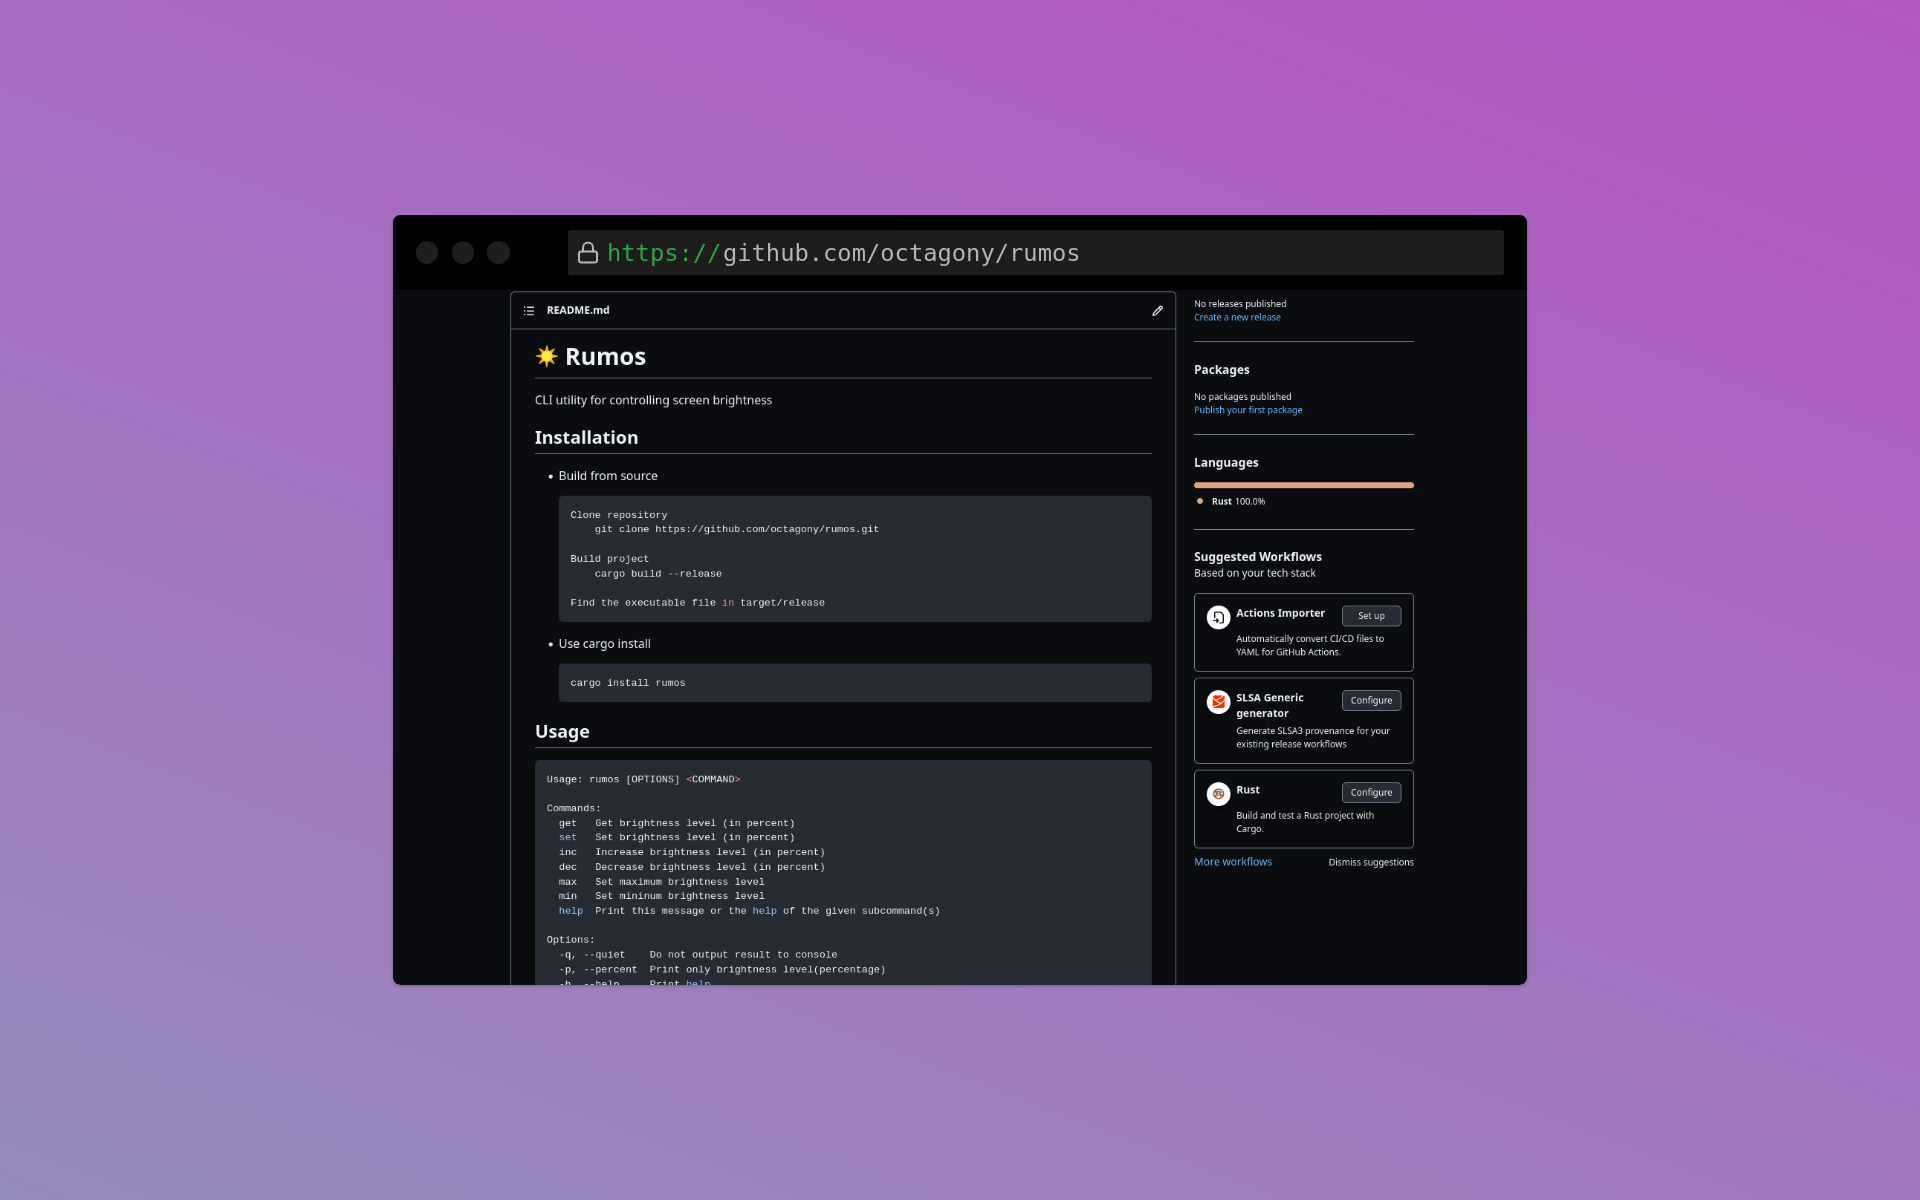 https://github.com/octagony/rumos
README.md
Rumos
CLI utility for controlling screen brightness
Installation
• Build from source
Clone repository
    git clone https://github.com/octagony/rumos.git
Build project
    cargo build --release
Find the executable file in target/release
• Use cargo install
cargo install rumos
Usage
Usage: rumos [OPTIONS] <COMMAND>
Commands:
  get   Get brightness level (in percent)
  set   Set brightness level (in percent)
  inc   Increase brightness level (in percent)
  dec   Decrease brightness level (in percent)
  max   Set maximum brightness level
  min   Set mininum brightness level
  help  Print this message or the help of the given subcommand(s)
Options:
  -q, --quiet    Do not output result to console
  -p, --percent  Print only brightness level(percentage)
  -h, --help     Print help
No releases published
Create a new release
Packages
No packages published
Publish your first package
Languages
Rust 100.0%
Suggested Workflows
Based on your tech stack
Actions Importer
Set up
Automatically convert CI/CD files to
YAML for GitHub Actions.
SLSA Generic
generator
Configure
Generate SLSA3 provenance for your
existing release workflows
Rust
Configure
Build and test a Rust project with
Cargo.
More workflows
Dismiss suggestions